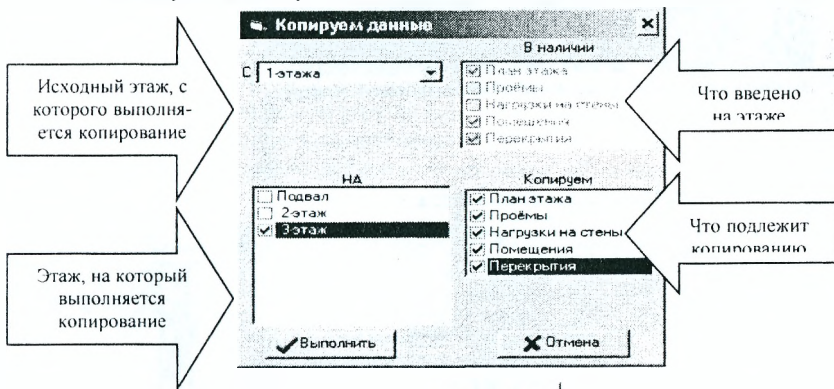 Копируем данные
Исходный этаж, с
которого выполня-
ется копирование
С 1-этажа
В наличии
План этажа
Проёмы
Нагрузки на стены
Помещения
Перекрытия
Что введено
на этаже
Этаж, на который
выполняется
копирование
НА
Подвал
2-этаж
3-этаж
Копируем
План этажа
Проёмы
Нагрузки на стены
Помещения
Перекрытия
Что подлежит
копированию
Выполнить
Отмена